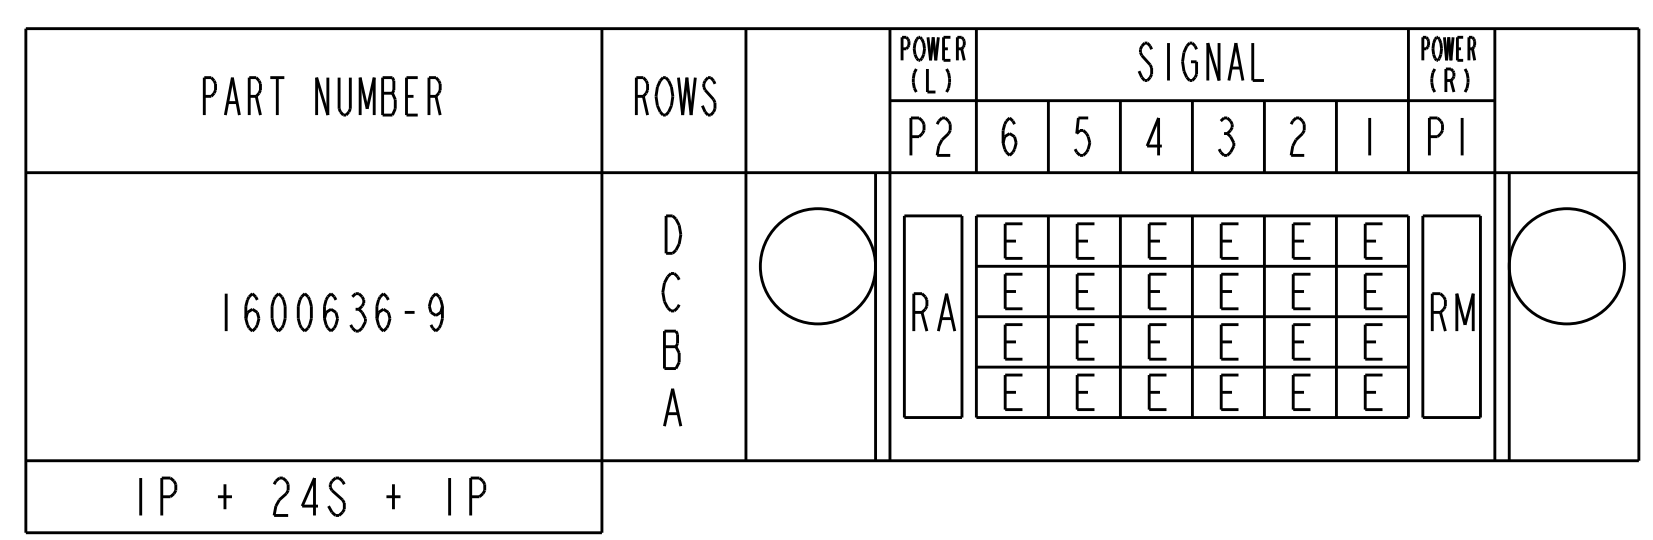 PART NUMBER ROWS POWER (L) SIGNAL POWER (R)
P2 6 5 4 3 2 1 P1
D E E E E E E
C E E E E E E
1600636-9 RA RM
B E E E E E E
A E E E E E E
1P + 24S + 1P